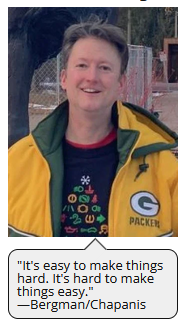 G
PACKERS
"It's easy to make things
hard. It's hard to make
things easy."
—Bergman/Chapanis